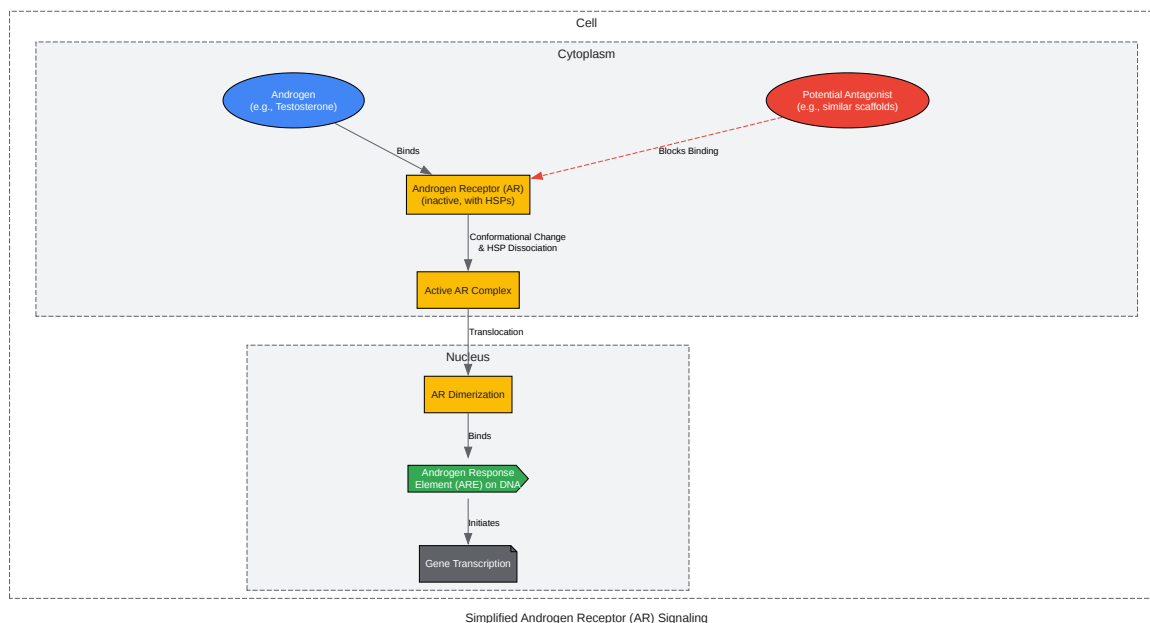 Cell
Cytoplasm
Androgen
(e.g., Testosterone)
Potential Antagonist
(e.g., similar scaffolds)
Binds
Blocks Binding
Androgen Receptor (AR)
(inactive, with HSPs)
Conformational Change
& HSP Dissociation
Active AR Complex
Translocation
Nucleus
AR Dimerization
Binds
Androgen Response
Element (ARE) on DNA
Initiates
Gene Transcription
Simplified Androgen Receptor (AR) Signaling